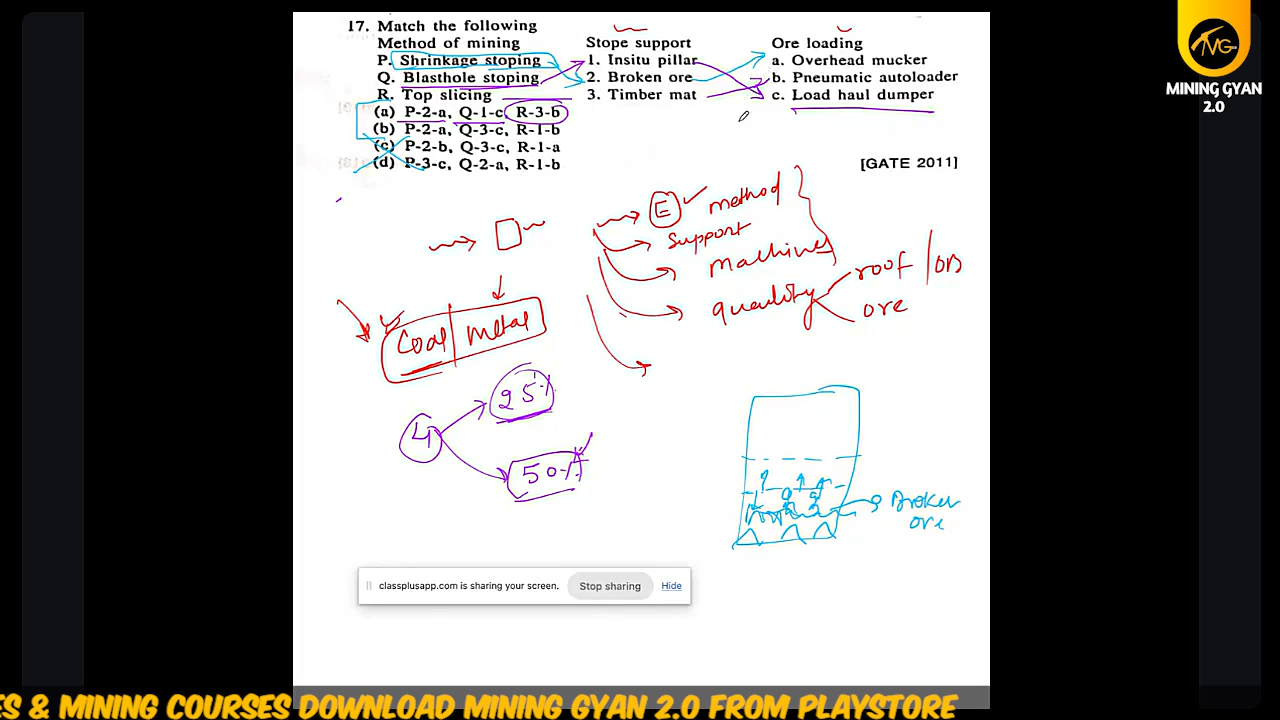 17. Match the following
Method of mining Stope support Ore loading
P. Shrinkage stoping 1. Insitu pillar a. Overhead mucker
Q. Blasthole stoping 2. Broken ore b. Pneumatic autoloader
R. Top slicing 3. Timber mat c. Load haul dumper
(a) P-2-a, Q-1-c, R-3-b
(b) P-2-a, Q-3-c, R-1-b
(c) P-2-b, Q-3-c, R-1-a
(d) P-3-c, Q-2-a, R-1-b
[GATE 2011]
TVG
MINING GYAN
2.0
E method
Support
machines
quality
roof / OB
ore
Coal | Metal
4
25%
50%
Broken
ore
classplusapp.com is sharing your screen. Stop sharing Hide
ES & MINING COURSES DOWNLOAD MINING GYAN 2.0 FROM PLAYSTORE